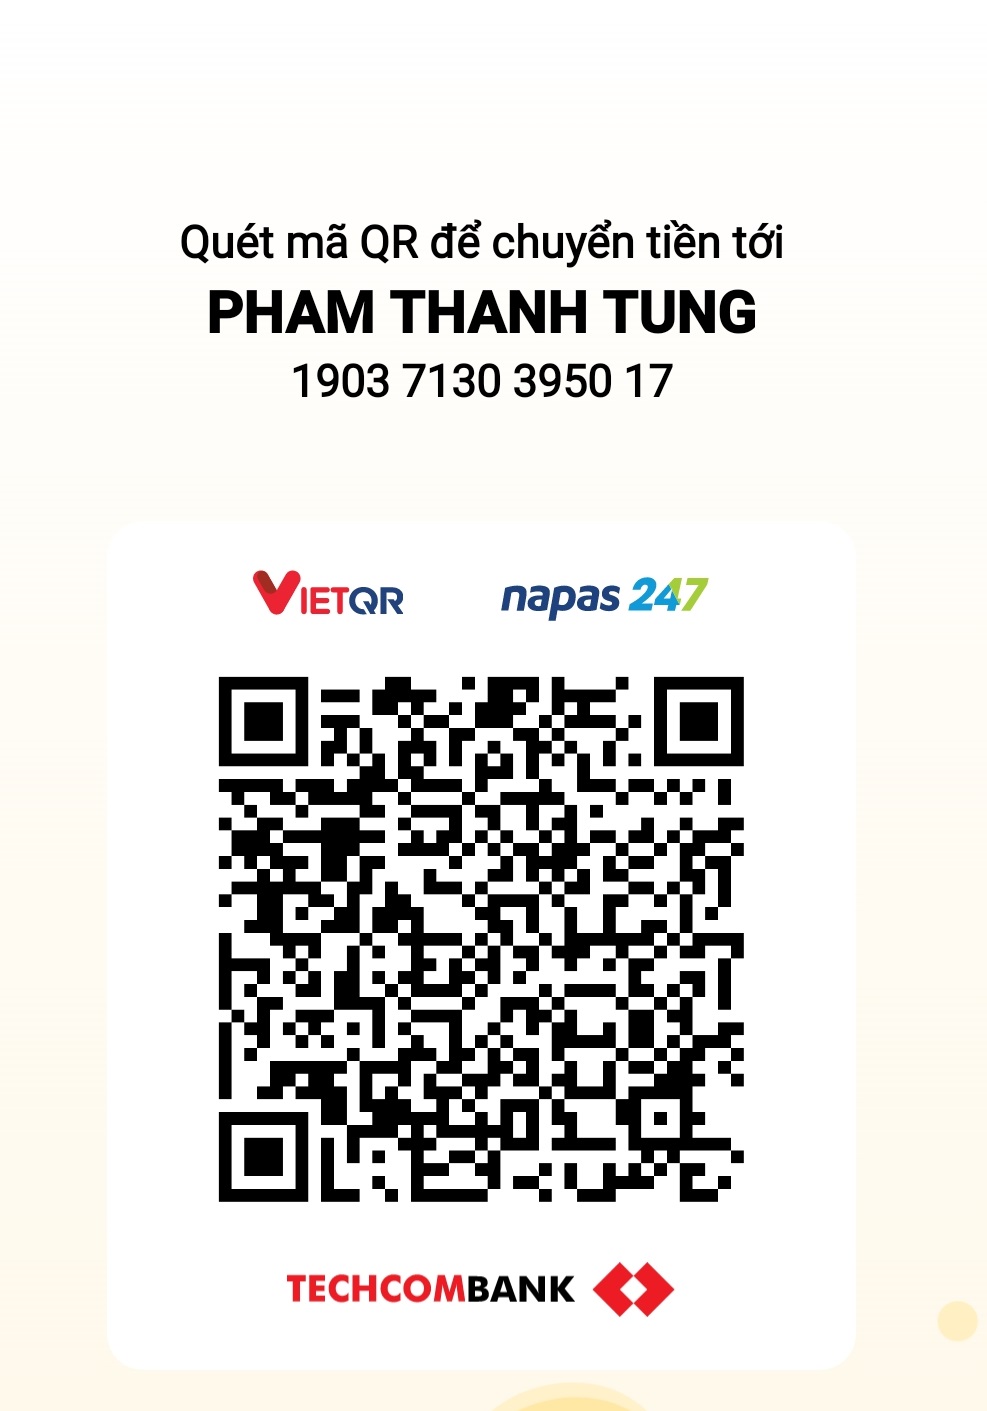 Quét mã QR để chuyển tiền tới
PHAM THANH TUNG
1903 7130 3950 17
VIETQR
napas 247
TECHCOMBANK